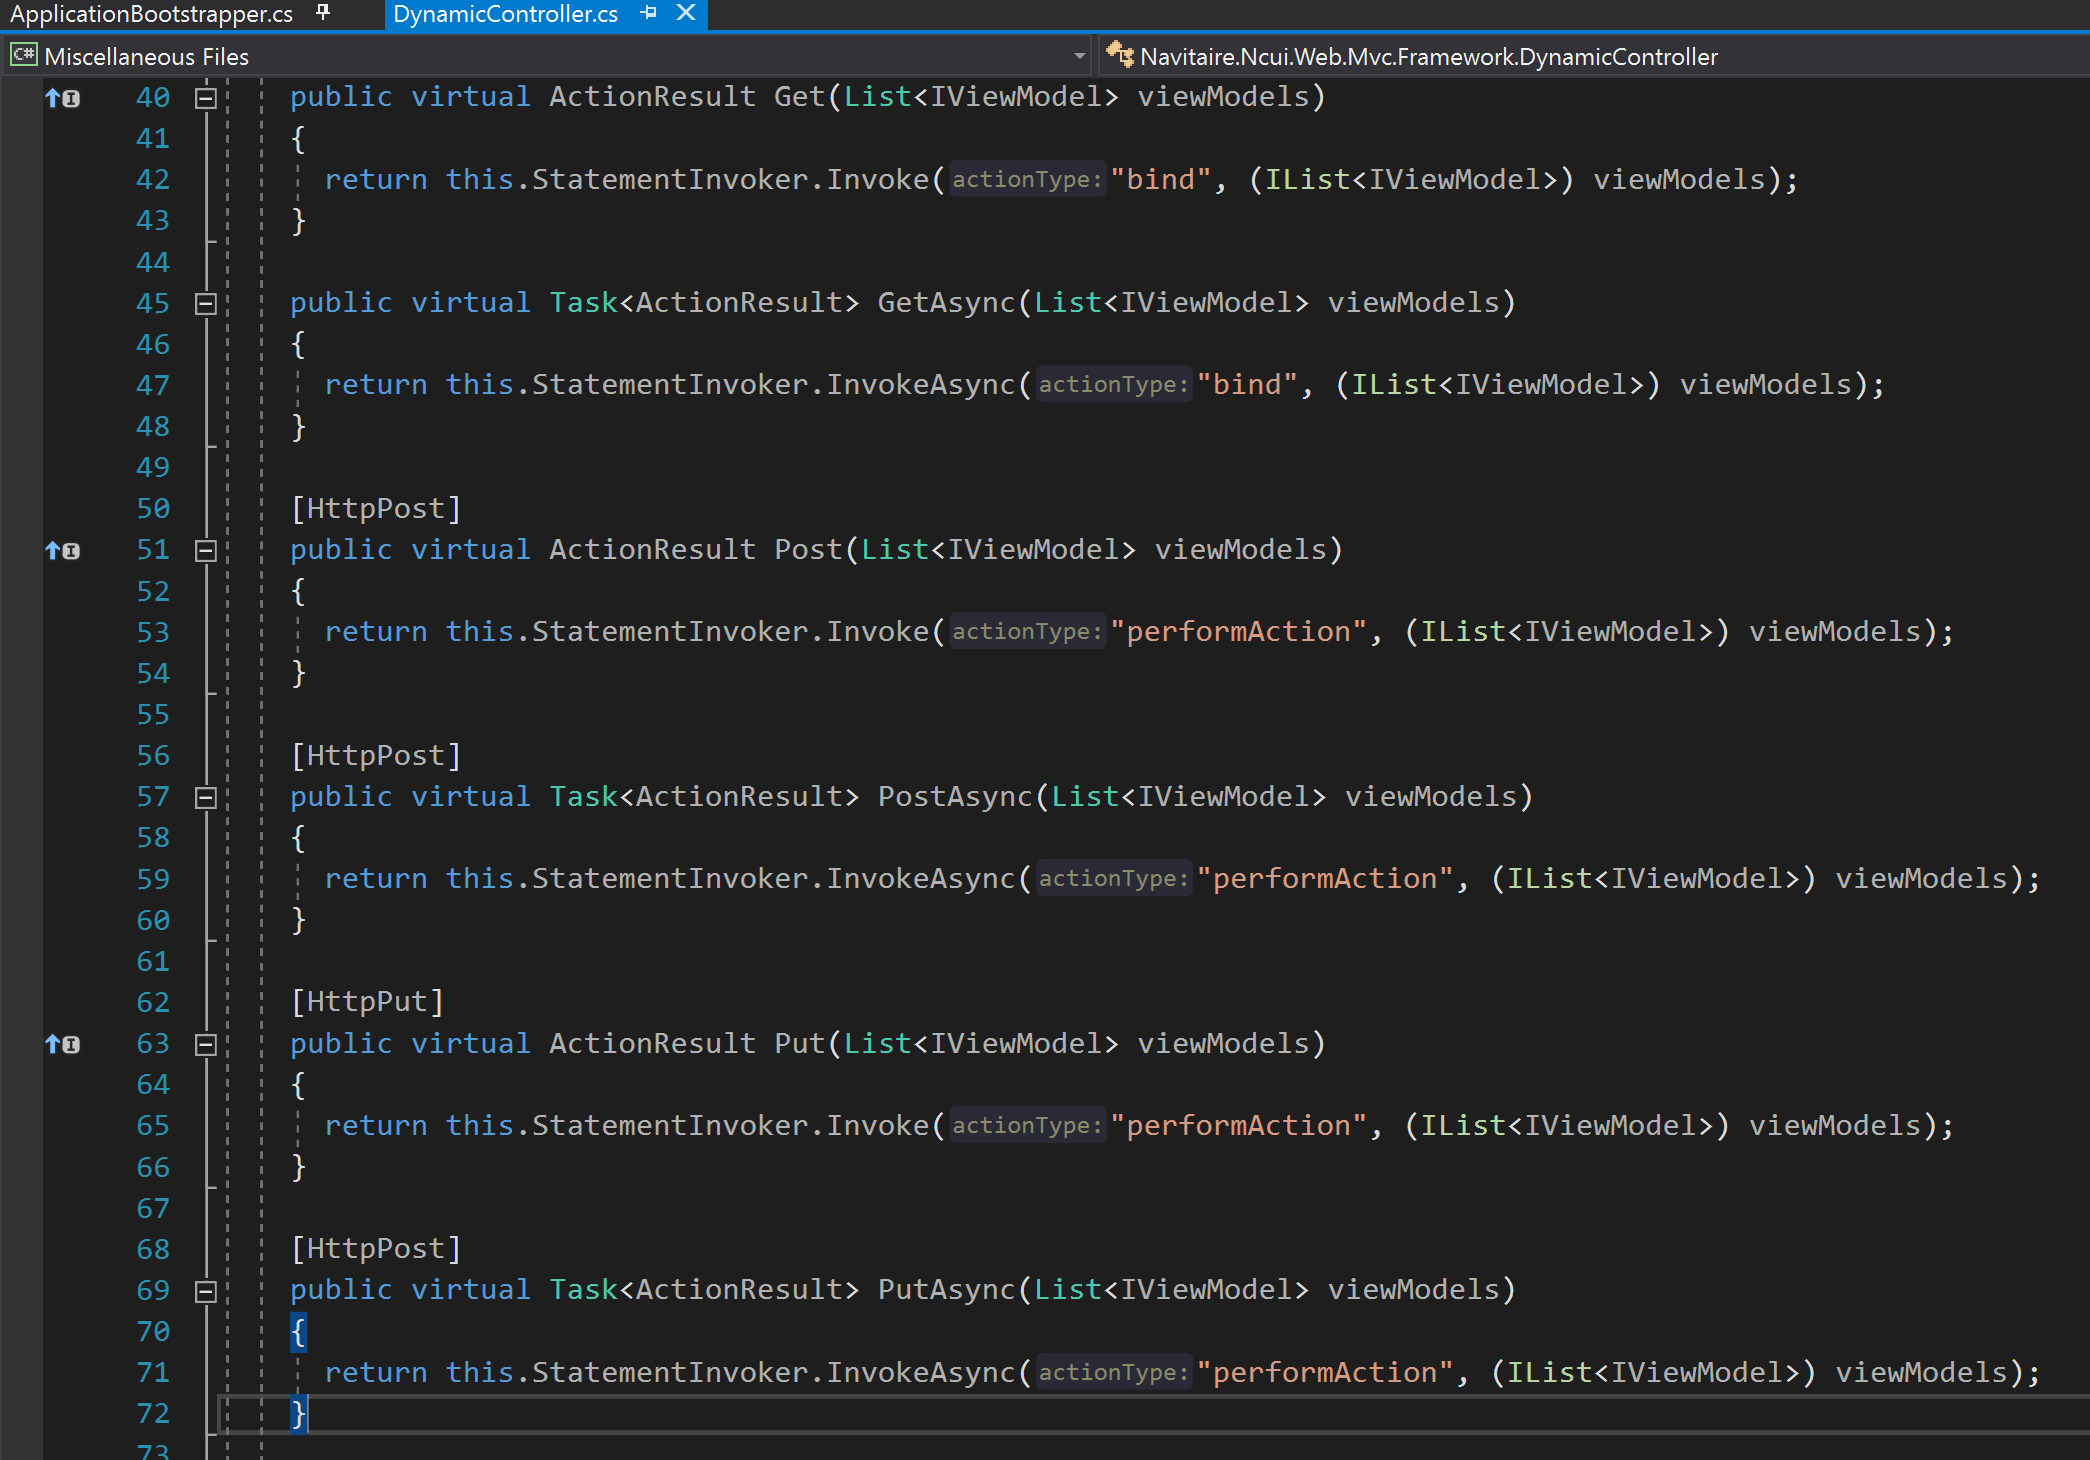 ApplicationBootstrapper.cs DynamicController.cs
C# Miscellaneous Files Navitaire.Ncui.Web.Mvc.Framework.DynamicController
40 public virtual ActionResult Get(List<IViewModel> viewModels)
41 {
42 return this.StatementInvoker.Invoke(actionType:"bind", (IList<IViewModel>) viewModels);
43 }
44
45 public virtual Task<ActionResult> GetAsync(List<IViewModel> viewModels)
46 {
47 return this.StatementInvoker.InvokeAsync(actionType:"bind", (IList<IViewModel>) viewModels);
48 }
49
50 [HttpPost]
51 public virtual ActionResult Post(List<IViewModel> viewModels)
52 {
53 return this.StatementInvoker.Invoke(actionType:"performAction", (IList<IViewModel>) viewModels);
54 }
55
56 [HttpPost]
57 public virtual Task<ActionResult> PostAsync(List<IViewModel> viewModels)
58 {
59 return this.StatementInvoker.InvokeAsync(actionType:"performAction", (IList<IViewModel>) viewModels);
60 }
61
62 [HttpPut]
63 public virtual ActionResult Put(List<IViewModel> viewModels)
64 {
65 return this.StatementInvoker.Invoke(actionType:"performAction", (IList<IViewModel>) viewModels);
66 }
67
68 [HttpPost]
69 public virtual Task<ActionResult> PutAsync(List<IViewModel> viewModels)
70 {
71 return this.StatementInvoker.InvokeAsync(actionType:"performAction", (IList<IViewModel>) viewModels);
72 }
73